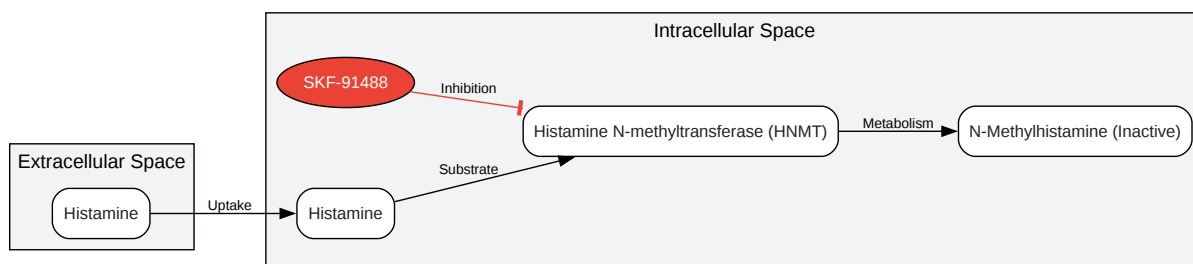 Intracellular Space
SKF-91488
Inhibition
Histamine N-methyltransferase (HNMT)
Metabolism
N-Methylhistamine (Inactive)
Extracellular Space
Substrate
Histamine
Uptake
Histamine